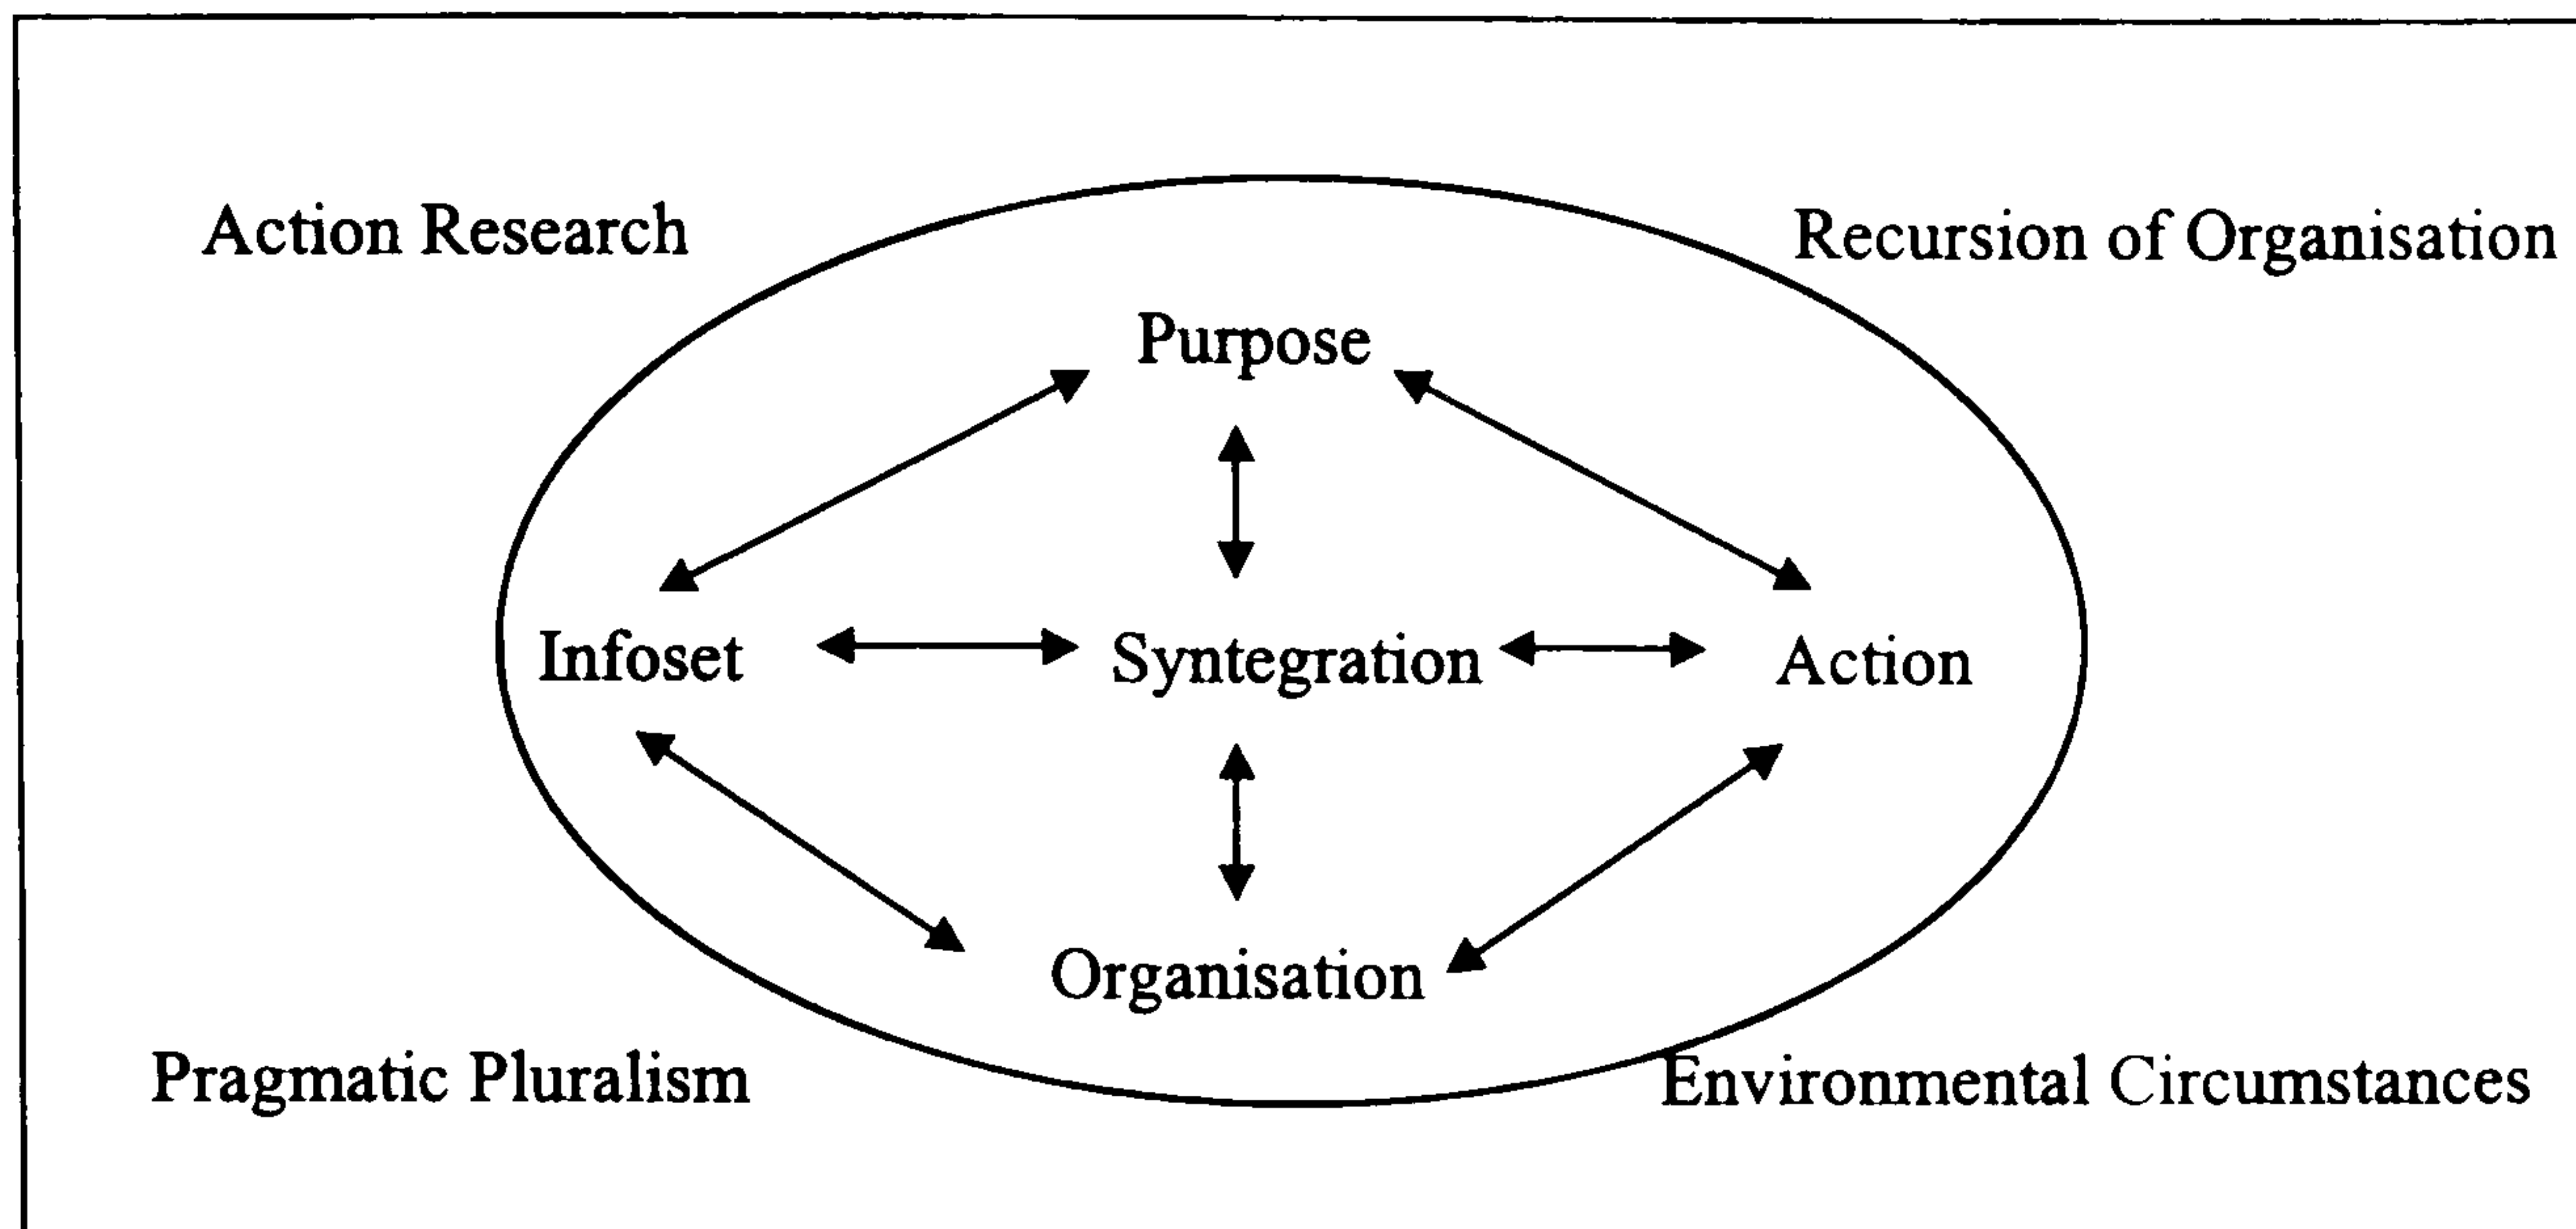 Action Research
Recursion of Organisation
Purpose
Infoset
Syntegration
Action
Organisation
Pragmatic Pluralism
Environmental Circumstances